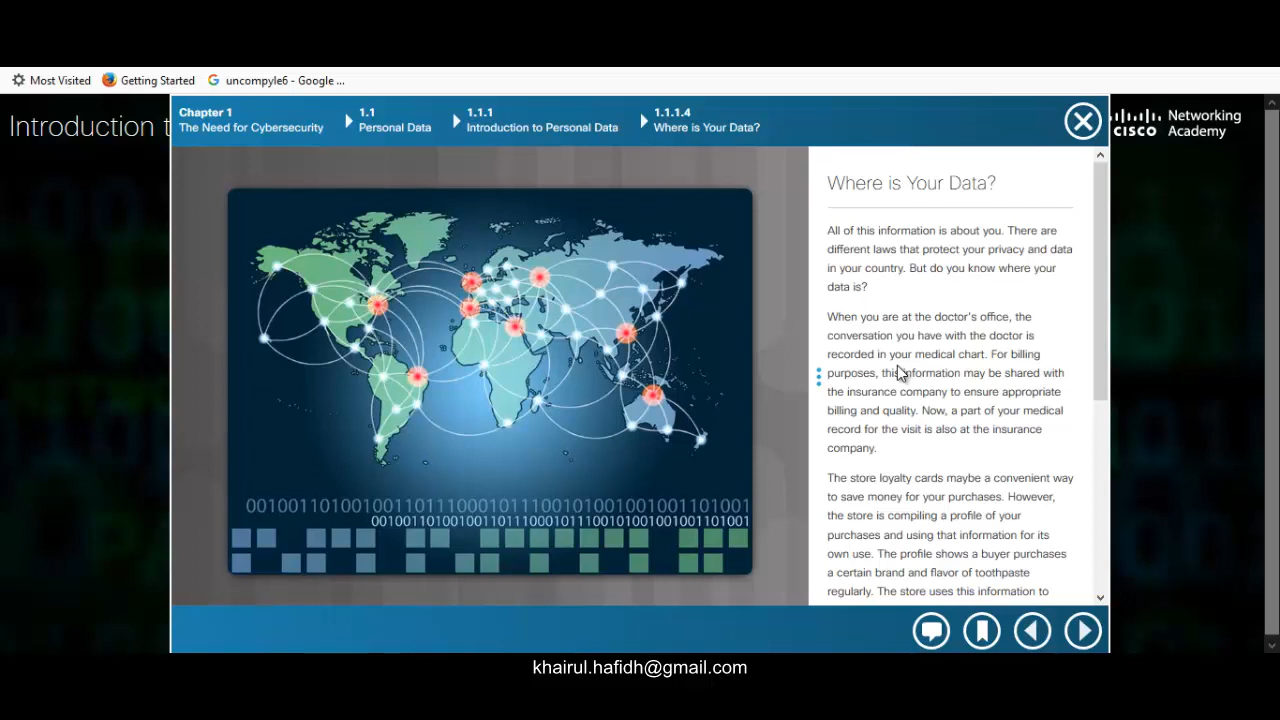 Most Visited Getting Started uncompyle6 - Google ...
Introduction t
Chapter 1
The Need for Cybersecurity
1.1
Personal Data
1.1.1
Introduction to Personal Data
1.1.1.4
Where is Your Data?
CISCO
Networking
Academy
Where is Your Data?
All of this information is about you. There are
different laws that protect your privacy and data
in your country. But do you know where your
data is?
When you are at the doctor's office, the
conversation you have with the doctor is
recorded in your medical chart. For billing
purposes, this information may be shared with
the insurance company to ensure appropriate
billing and quality. Now, a part of your medical
record for the visit is also at the insurance
company.
The store loyalty cards maybe a convenient way
to save money for your purchases. However,
the store is compiling a profile of your
purchases and using that information for its
own use. The profile shows a buyer purchases
a certain brand and flavor of toothpaste
regularly. The store uses this information to
khairul.hafidh@gmail.com